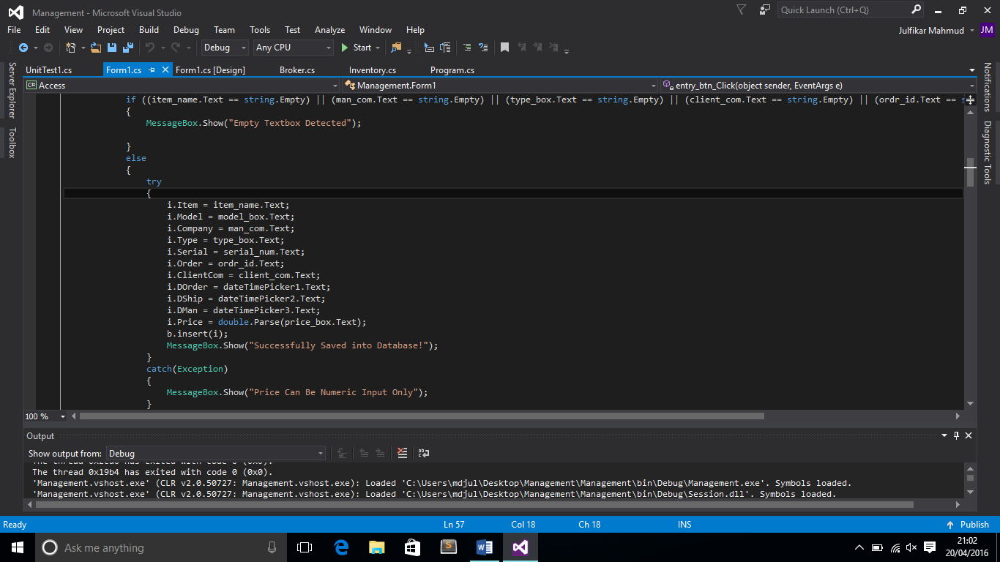 Management - Microsoft Visual Studio
Quick Launch (Ctrl+Q)
File Edit View Project Build Debug Team Tools Test Analyze Window Help
Julfikar Mahmud JM
Debug Any CPU Start
UnitTest1.cs Form1.cs Form1.cs [Design] Broker.cs Inventory.cs Program.cs
Server Explorer
Toolbox
Notifications
Diagnostic Tools
C# Access Management.Form1 entry_btn_Click(object sender, EventArgs e)
if ((item_name.Text == string.Empty) || (man_com.Text == string.Empty) || (type_box.Text == string.Empty) || (client_com.Text == string.Empty) || (ordr_id.Text == s
{
MessageBox.Show("Empty Textbox Detected");
}
else
{
try
{
i.Item = item_name.Text;
i.Model = model_box.Text;
i.Company = man_com.Text;
i.Type = type_box.Text;
i.Serial = serial_num.Text;
i.Order = ordr_id.Text;
i.ClientCom = client_com.Text;
i.DOrder = dateTimePicker1.Text;
i.DShip = dateTimePicker2.Text;
i.DMan = dateTimePicker3.Text;
i.Price = double.Parse(price_box.Text);
b.insert(i);
MessageBox.Show("Successfully Saved into Database!");
}
catch(Exception)
{
MessageBox.Show("Price Can Be Numeric Input Only");
}
100 %
Output
Show output from: Debug
has exited with code 0 (0x0).
The thread 0x19b4 has exited with code 0 (0x0).
'Management.vshost.exe' (CLR v2.0.50727: Management.vshost.exe): Loaded 'C:\Users\mdjul\Desktop\Management\Management\bin\Debug\Management.exe'. Symbols loaded.
'Management.vshost.exe' (CLR v2.0.50727: Management.vshost.exe): Loaded 'C:\Users\mdjul\Desktop\Management\Management\bin\Debug\Session.dll'. Symbols loaded.
Ready Ln 57 Col 18 Ch 18 INS Publish
Ask me anything
21:02
20/04/2016